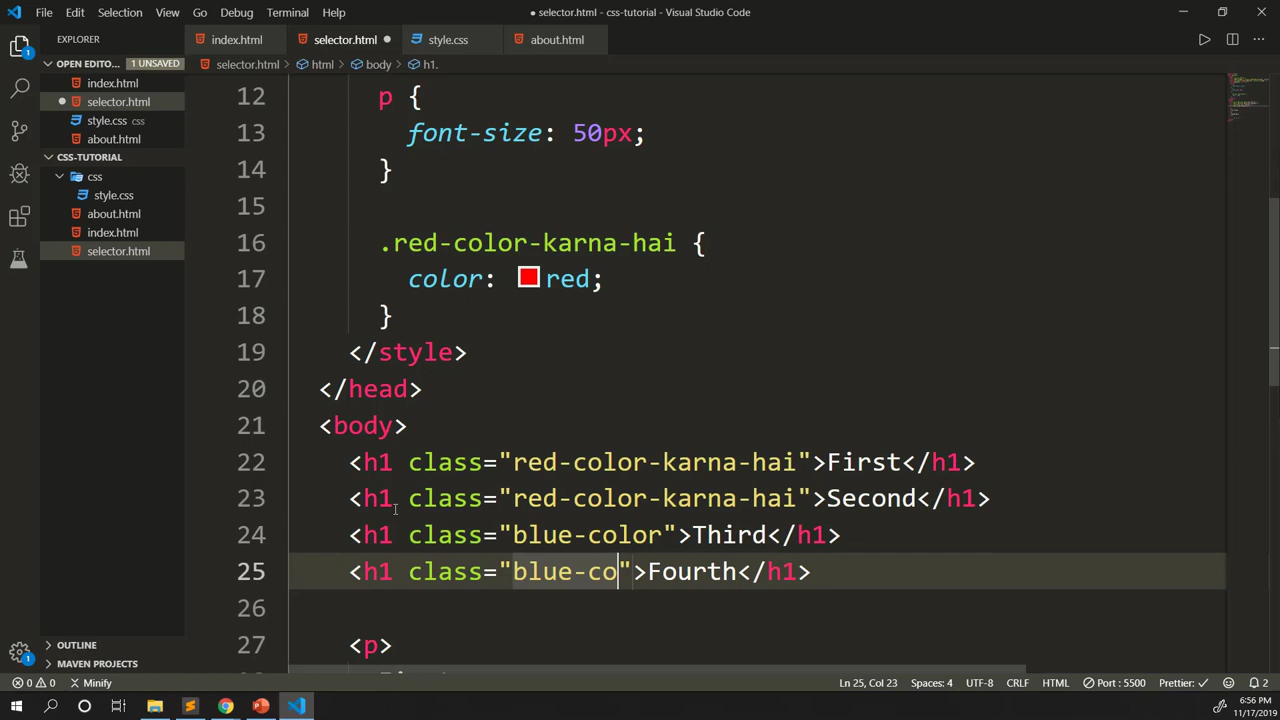 File Edit Selection View Go Debug Terminal Help
● selector.html - css-tutorial - Visual Studio Code
EXPLORER
index.html selector.html style.css about.html
OPEN EDITO... 1 UNSAVED
selector.html > html > body > h1.
index.html
selector.html
style.css css
about.html
CSS-TUTORIAL
css
style.css
about.html
index.html
selector.html
12 p {
13 font-size: 50px;
14 }
15
16 .red-color-karna-hai {
17 color: red;
18 }
19 </style>
20 </head>
21 <body>
22 <h1 class="red-color-karna-hai">First</h1>
23 <h1 class="red-color-karna-hai">Second</h1>
24 <h1 class="blue-color">Third</h1>
25 <h1 class="blue-co">Fourth</h1>
26
27 <p>
OUTLINE
MAVEN PROJECTS
0 0 Minify Ln 25, Col 23 Spaces: 4 UTF-8 CRLF HTML Port : 5500 Prettier: ✓ 2
6:56 PM
11/17/2019